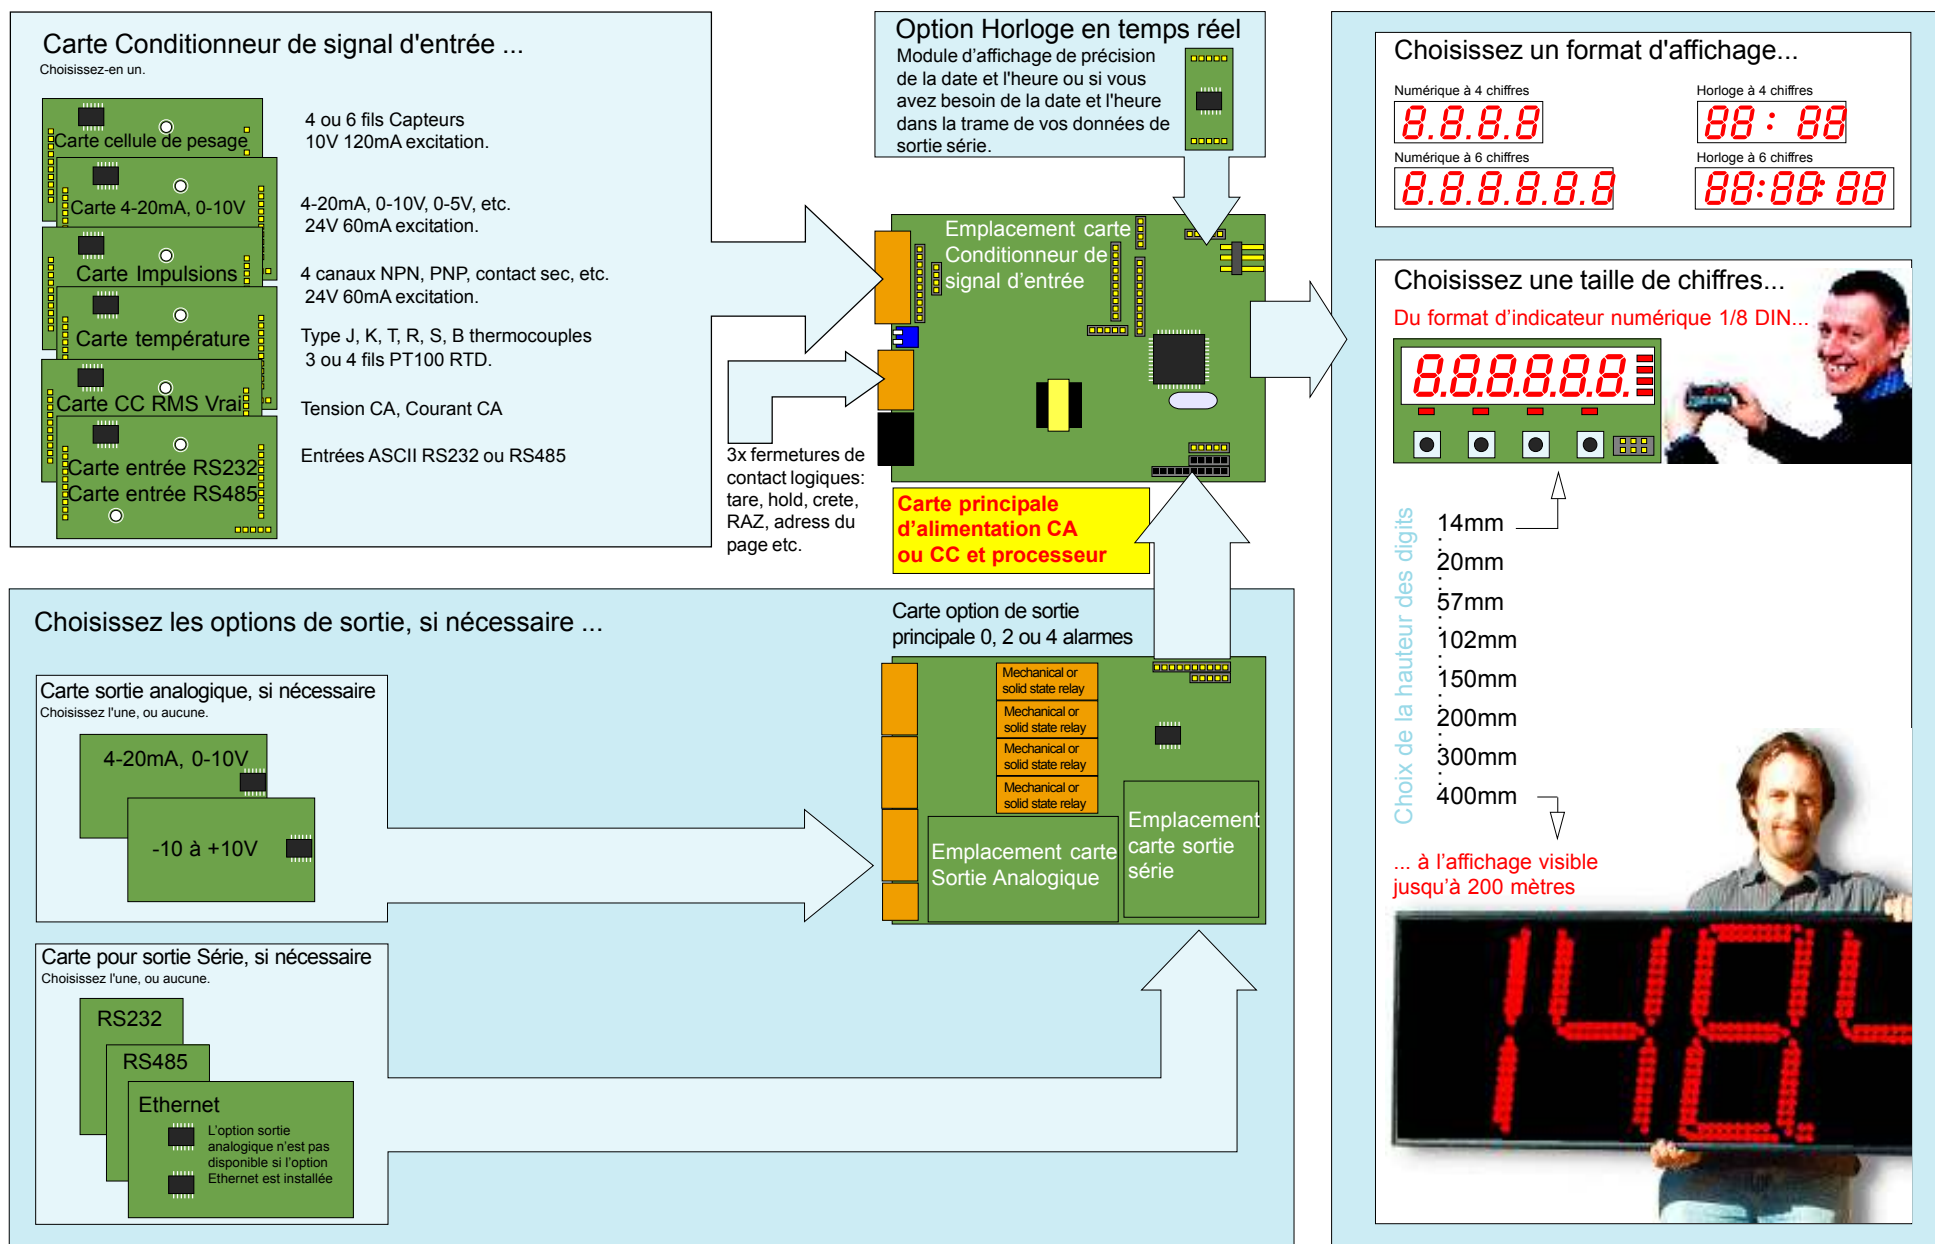 Carte Conditionneur de signal d'entrée ...
Choisissez-en un.
Carte cellule de pesage
4 ou 6 fils Capteurs
10V 120mA excitation.
Carte 4-20mA, 0-10V
4-20mA, 0-10V, 0-5V, etc.
24V 60mA excitation.
Carte Impulsions
4 canaux NPN, PNP, contact sec, etc.
24V 60mA excitation.
Carte température
Type J, K, T, R, S, B thermocouples
3 ou 4 fils PT100 RTD.
Carte CC RMS Vrai
Tension CA, Courant CA
Carte entrée RS232
Carte entrée RS485
Entrées ASCII RS232 ou RS485
Option Horloge en temps réel
Module d'affichage de précision
de la date et l'heure ou si vous
avez besoin de la date et l'heure
dans la trame de vos données de
sortie série.
Emplacement carte
Conditionneur de
signal d'entrée
3x fermetures de
contact logiques:
tare, hold, crete,
RAZ, adress du
page etc.
Carte principale
d'alimentation CA
ou CC et processeur
Choisissez les options de sortie, si nécessaire ...
Carte sortie analogique, si nécessaire
Choisissez l'une, ou aucune.
4-20mA, 0-10V
-10 à +10V
Carte pour sortie Série, si nécessaire
Choisissez l'une, ou aucune.
RS232
RS485
Ethernet
L'option sortie
analogique n'est pas
disponible si l'option
Ethernet est installée
Carte option de sortie
principale 0, 2 ou 4 alarmes
Mechanical or
solid state relay
Mechanical or
solid state relay
Mechanical or
solid state relay
Mechanical or
solid state relay
Emplacement carte
Sortie Analogique
Emplacement
carte sortie
série
Choisissez un format d'affichage...
Numérique à 4 chiffres
8.8.8.8
Horloge à 4 chiffres
88:88
Numérique à 6 chiffres
8.8.8.8.8.8
Horloge à 6 chiffres
88:88:88
Choisissez une taille de chiffres...
Du format d'indicateur numérique 1/8 DIN...
8.8.8.8.8.8.
Choix de la hauteur des digits
14mm
20mm
57mm
102mm
150mm
200mm
300mm
400mm
... à l'affichage visible
jusqu'à 200 mètres
148